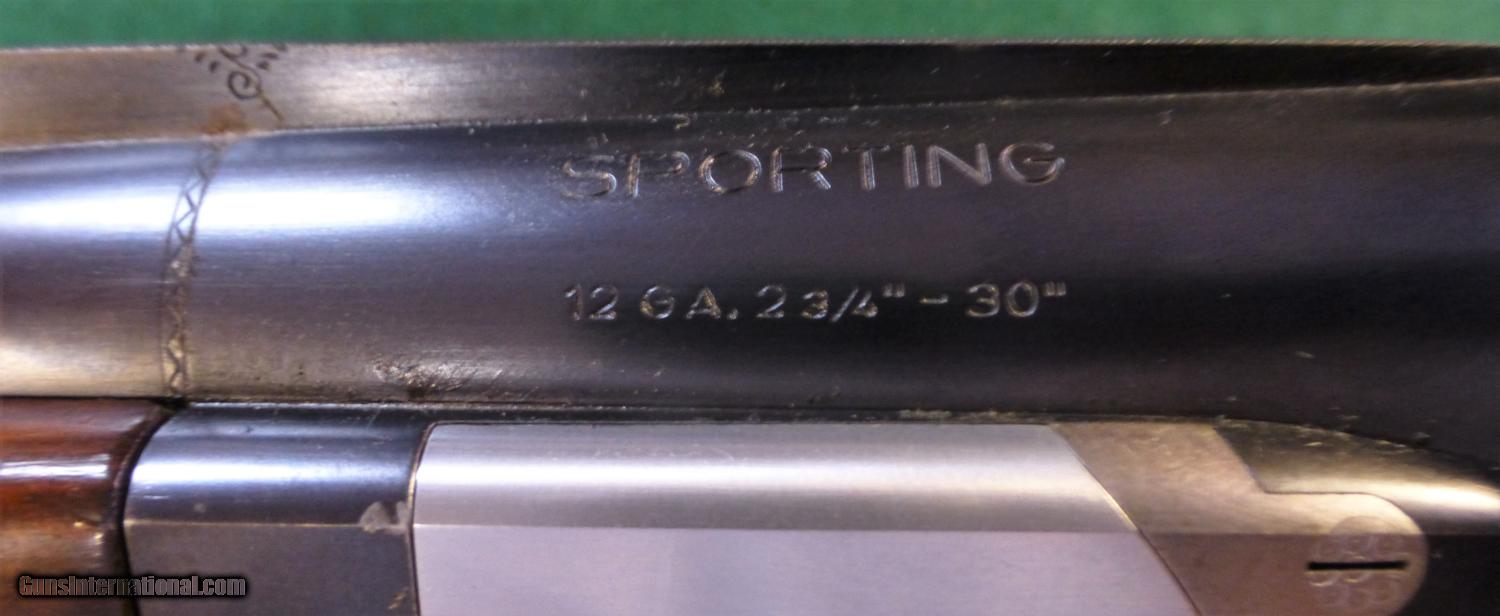 SPORTING
12 GA. 2 3/4" - 30"
GunsInternational.com